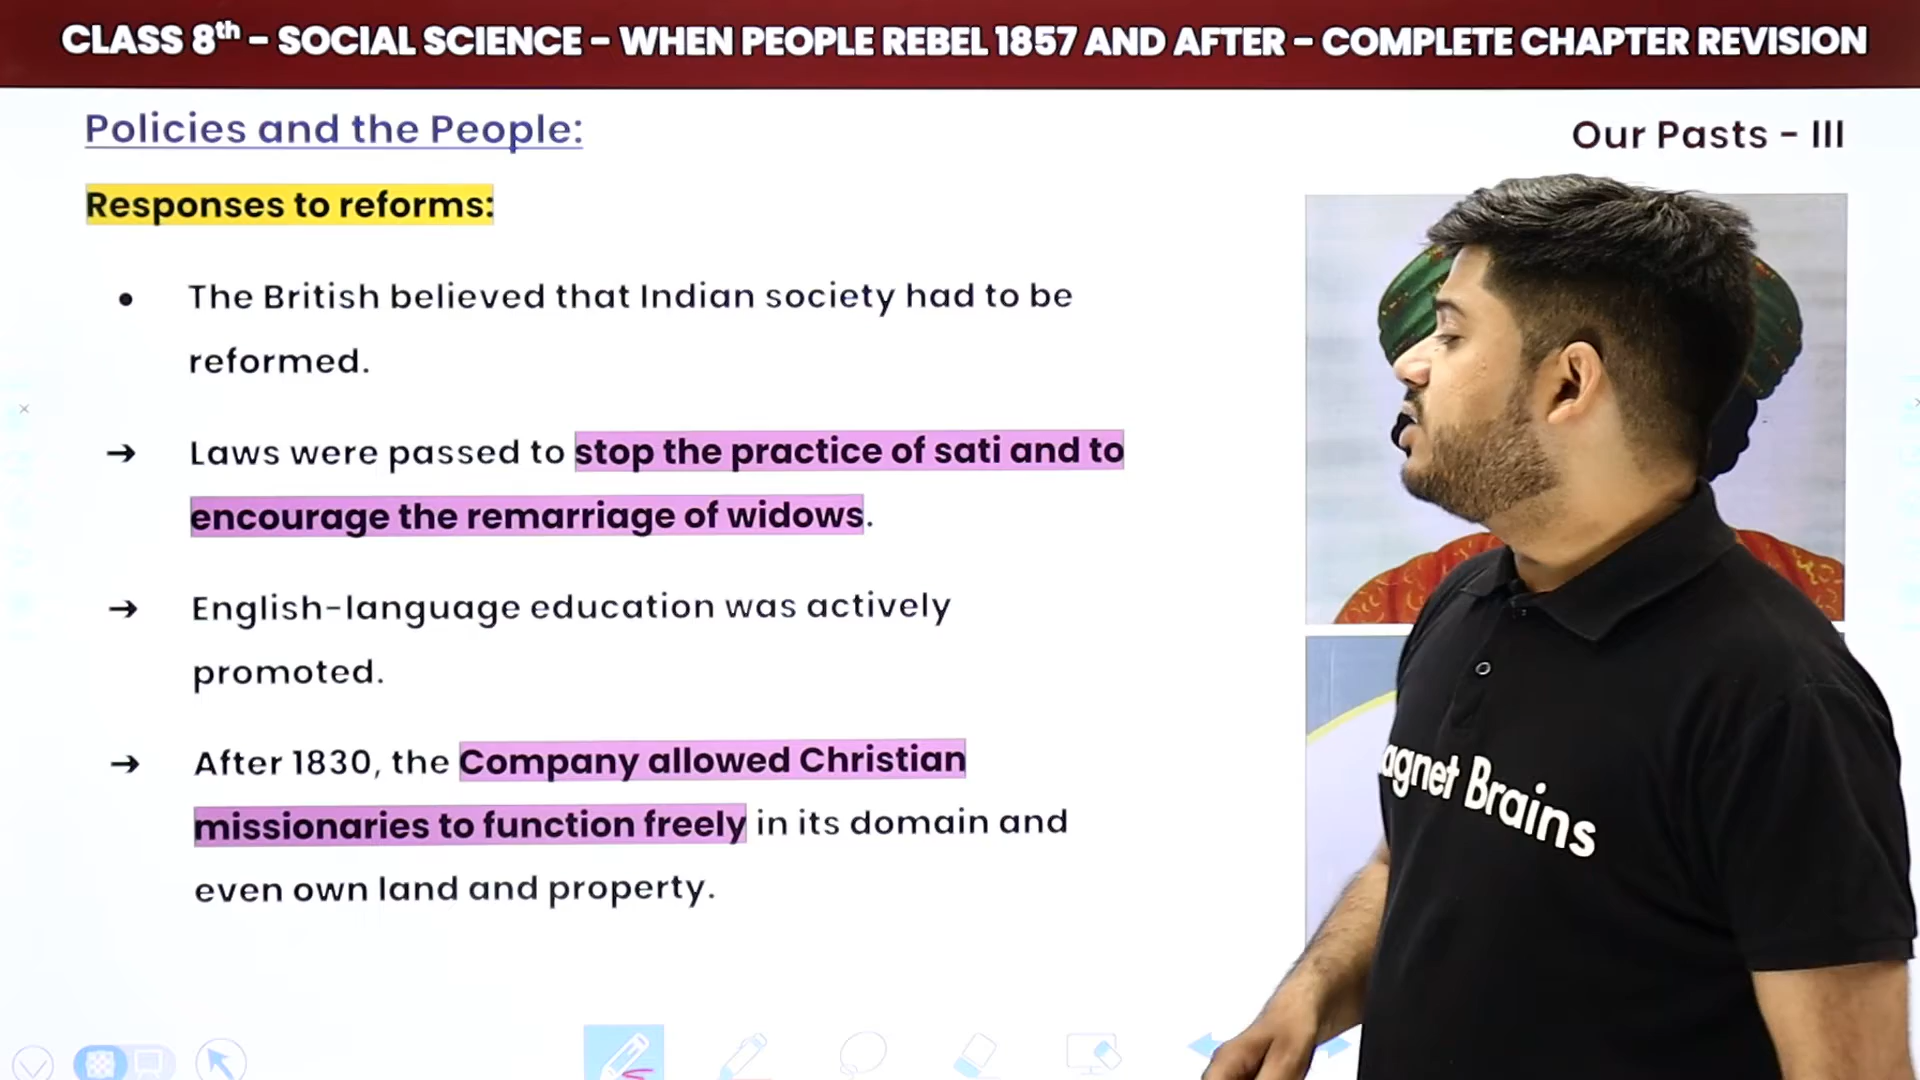 CLASS 8th – SOCIAL SCIENCE – WHEN PEOPLE REBEL 1857 AND AFTER – COMPLETE CHAPTER REVISION
Policies and the People:
Our Pasts – III
Responses to reforms:
• The British believed that Indian society had to be
reformed.
→ Laws were passed to stop the practice of sati and to
encourage the remarriage of widows.
→ English-language education was actively
promoted.
→ After 1830, the Company allowed Christian
missionaries to function freely in its domain and
even own land and property.
agnet Brains